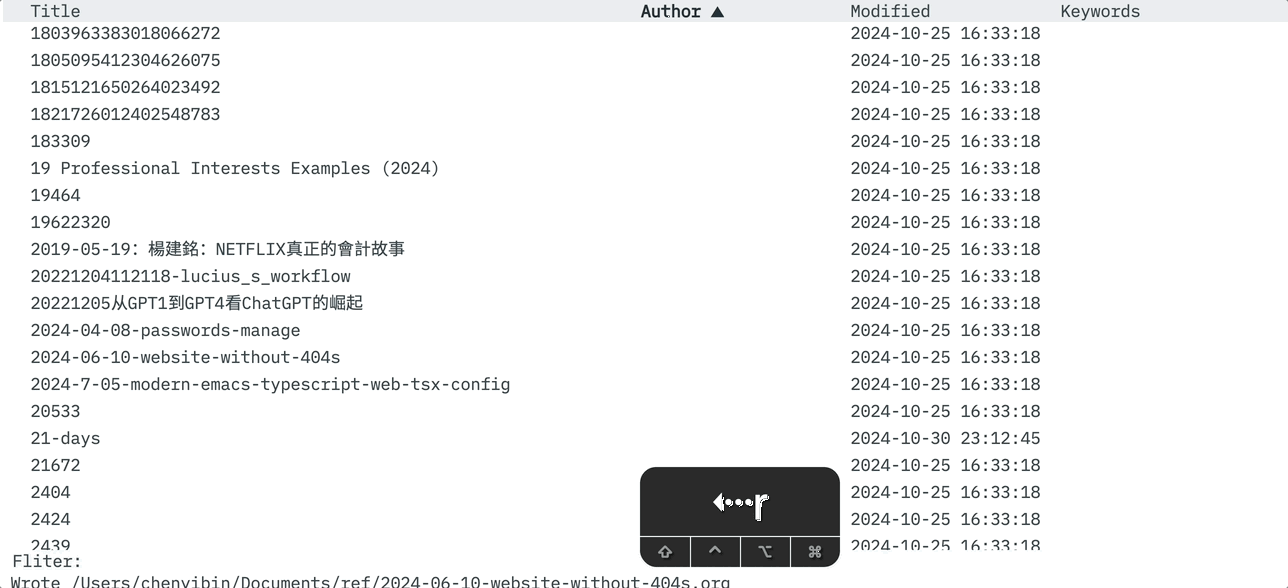 Title Author ▲ Modified Keywords
1803963383018066272 2024-10-25 16:33:18
1805095412304626075 2024-10-25 16:33:18
1815121650264023492 2024-10-25 16:33:18
1821726012402548783 2024-10-25 16:33:18
183309 2024-10-25 16:33:18
19 Professional Interests Examples (2024) 2024-10-25 16:33:18
19464 2024-10-25 16:33:18
19622320 2024-10-25 16:33:18
2019-05-19：楊建銘：NETFLIX真正的會計故事 2024-10-25 16:33:18
20221204112118-lucius_s_workflow 2024-10-25 16:33:18
20221205从GPT1到GPT4看ChatGPT的崛起 2024-10-25 16:33:18
2024-04-08-passwords-manage 2024-10-25 16:33:18
2024-06-10-website-without-404s 2024-10-25 16:33:18
2024-7-05-modern-emacs-typescript-web-tsx-config 2024-10-25 16:33:18
20533 2024-10-25 16:33:18
21-days 2024-10-30 23:12:45
21672 2024-10-25 16:33:18
2404 2024-10-25 16:33:18
2424 2024-10-25 16:33:18
2439 2024-10-25 16:33:18
←···r
⇧ ^ ⌥ ⌘
Fliter:
Wrote /Users/chenyibin/Documents/ref/2024-06-10-website-without-404s.org